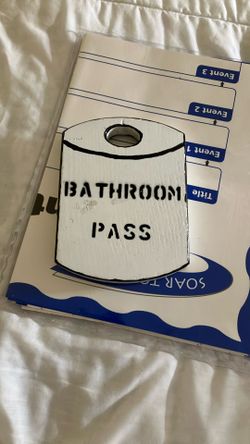 BATHROOM
PASS
Event 3
Event 2
Event 1
Title
SOAR TO